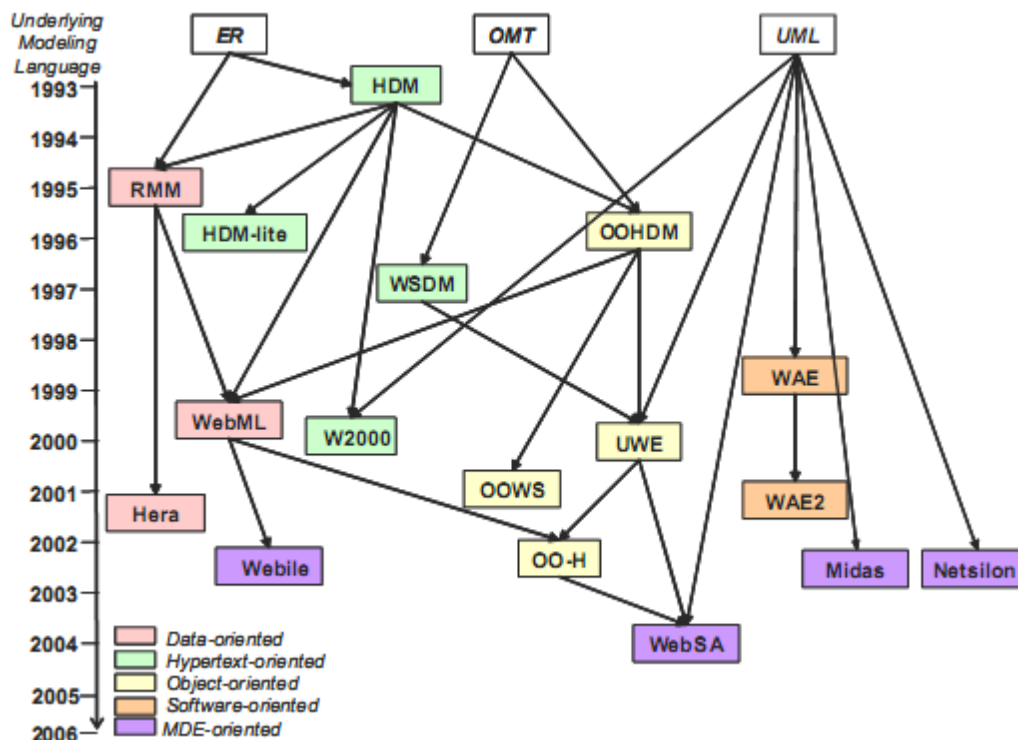 Underlying
Modeling
Language
ER
OMT
UML
1993
HDM
1994
1995
RMM
HDM-lite
OOHDM
1996
WSDM
1997
1998
WAE
1999
WebML
W2000
UWE
2000
OOWS
WAE2
2001
Hera
2002
OO-H
Webile
Midas
Netsilon
2003
WebSA
2004
Data-oriented
Hypertext-oriented
Object-oriented
2005
Software-oriented
MDE-oriented
2006